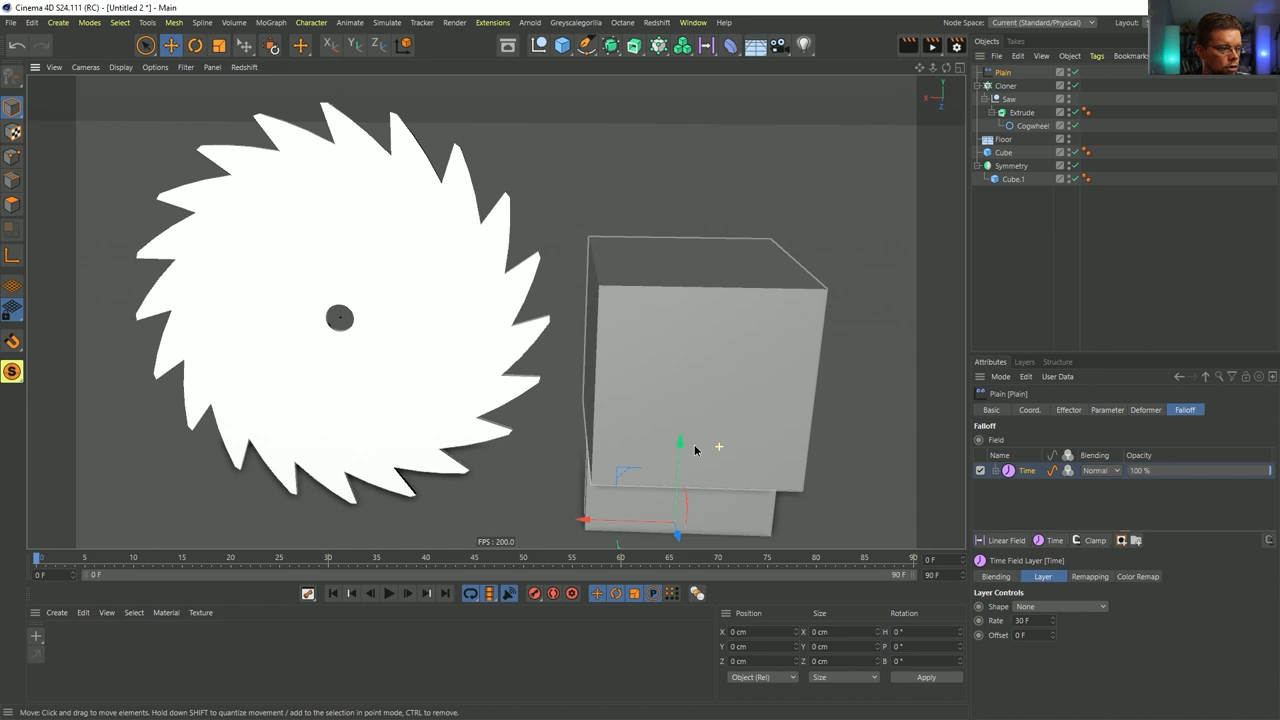 Cinema 4D S24.111 (RC) - [Untitled 2 *] - Main
File Create Modes Select Tools Mesh Spline Volume MoGraph Character Animate Simulate Tracker Render Extensions Arnold Greyscalegorilla Octane Redshift Window Help
Node Space: Current (Standard/Physical) Layout:
View Cameras Display Options Filter Panel Redshift
Objects Takes
File Edit View Object Tags Bookmarks
Plain
Cloner
Saw
Extrude
Cogwheel
Floor
Cube
Symmetry
Cube.1
Y
X
Z
FPS : 200.0
Attributes Layers Structure
Mode Edit User Data
Plain [Plain]
Basic Coord. Effector Parameter Deformer Falloff
Falloff
Field
Name Blending Opacity
Time Normal 100 %
Linear Field Time Clamp
Time Field Layer [Time]
Blending Layer Remapping Color Remap
Layer Controls
Shape None
Rate 30 F
Offset 0 F
0 5 10 15 20 25 30 35 40 45 50 55 60 65 70 75 80 85 90 0 F
0 F 0 F 90 F 90 F
Create Edit View Select Material Texture
Position Size Rotation
X 0 cm X 0 cm H 0 °
Y 0 cm Y 0 cm P 0 °
Z 0 cm Z 0 cm B 0 °
Object (Rel) Size Apply
Move: Click and drag to move elements. Hold down SHIFT to quantize movement / add to the selection in point mode, CTRL to remove.